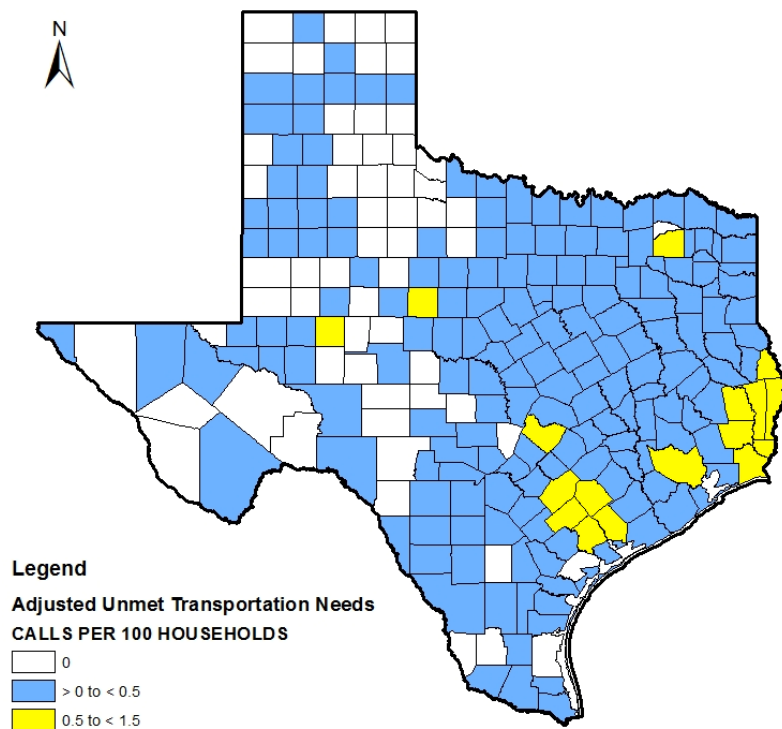 N
Legend
Adjusted Unmet Transportation Needs
CALLS PER 100 HOUSEHOLDS
0
> 0 to < 0.5
0.5 to < 1.5